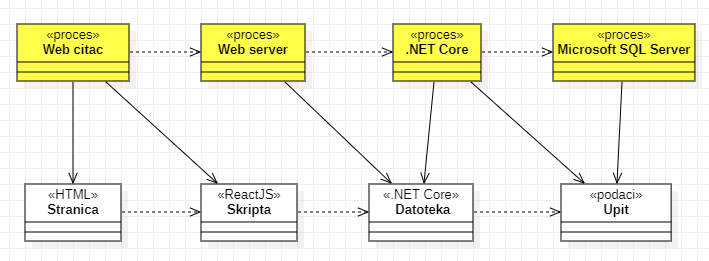 «proces»
Web citac
«proces»
Web server
«proces»
.NET Core
«proces»
Microsoft SQL Server
«HTML»
Stranica
«ReactJS»
Skripta
«.NET Core»
Datoteka
«podaci»
Upit